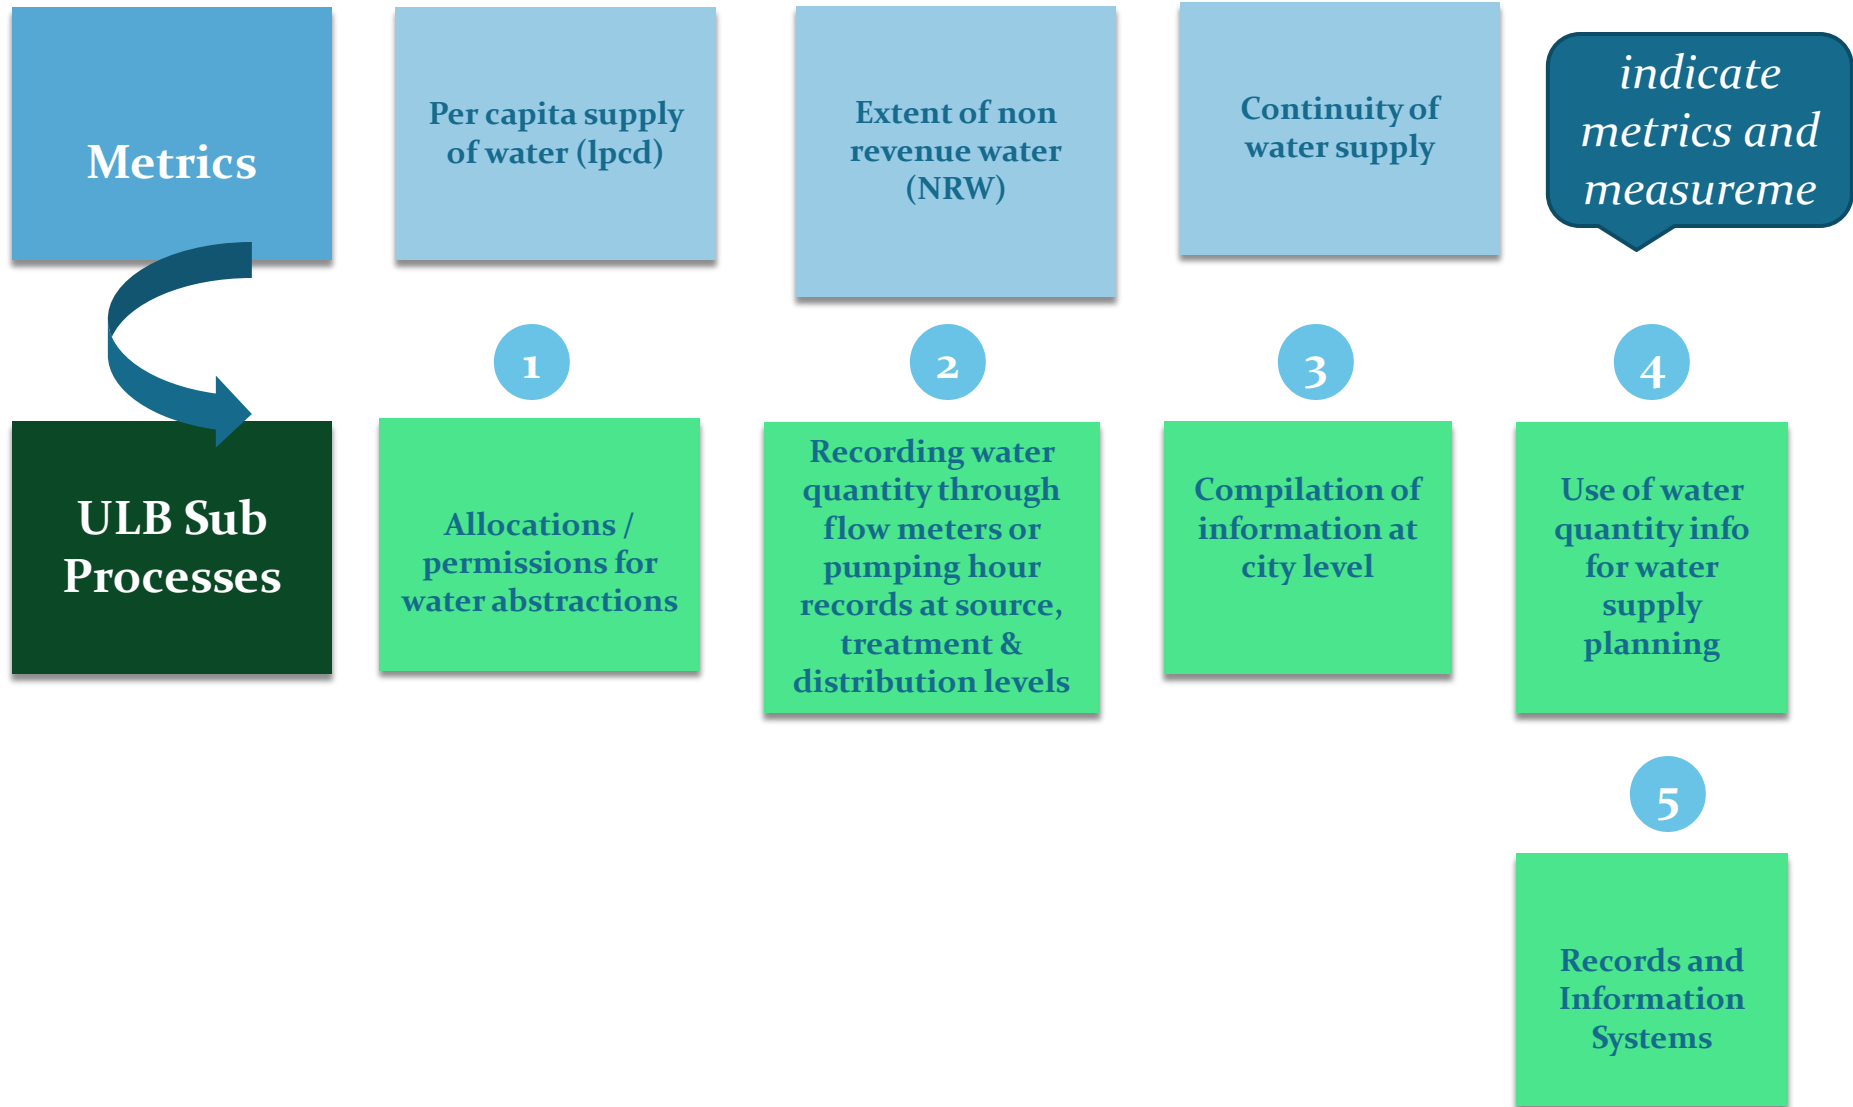 Metrics
Per capita supply
of water (lpcd)
Extent of non
revenue water
(NRW)
Continuity of
water supply
indicate
metrics and
measureme
1
2
3
4
ULB Sub
Processes
Allocations /
permissions for
water abstractions
Recording water
quantity through
flow meters or
pumping hour
records at source,
treatment &
distribution levels
Compilation of
information at
city level
Use of water
quantity info
for water
supply
planning
5
Records and
Information
Systems